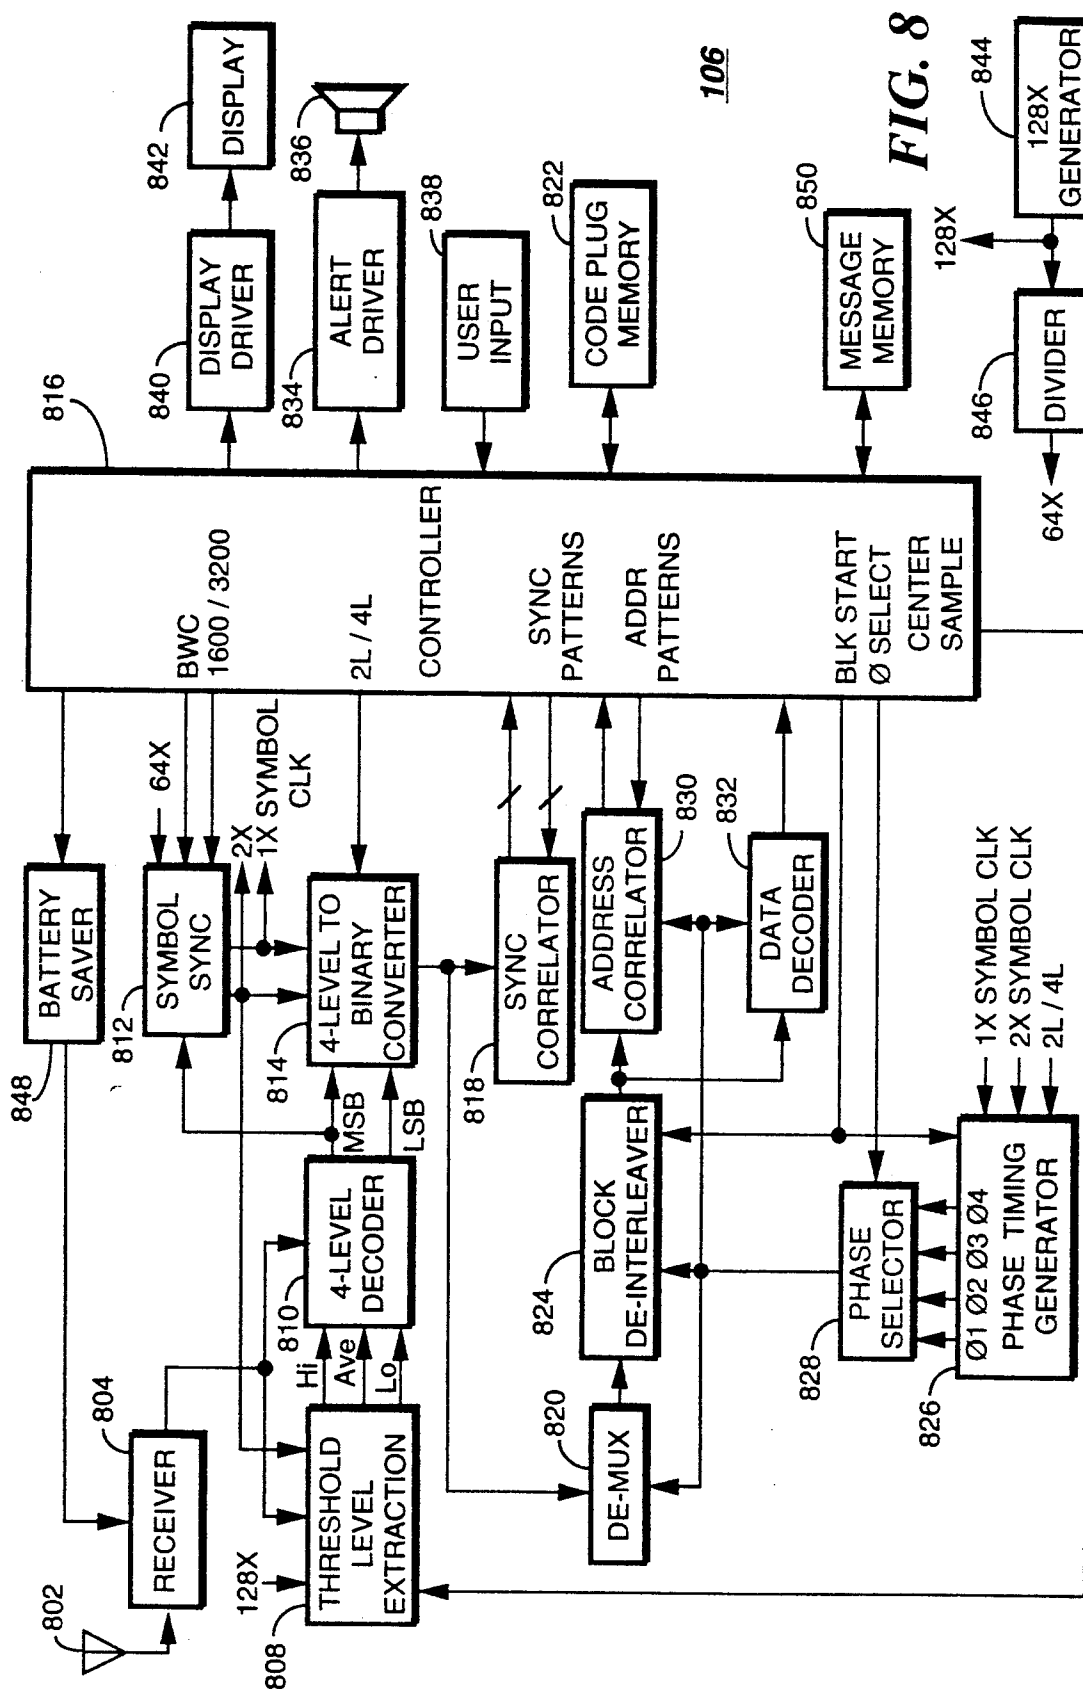 802
804
RECEIVER
848
BATTERY
SAVER
816
840
DISPLAY
DRIVER
842
DISPLAY
128X
808
THRESHOLD
LEVEL
EXTRACTION
Hi
Ave
Lo
810
4-LEVEL
DECODER
MSB
LSB
812
SYMBOL
SYNC
64X
2X
1X SYMBOL
CLK
814
4-LEVEL TO
BINARY
CONVERTER
BWC
1600 / 3200
2L / 4L
CONTROLLER
SYNC
PATTERNS
ADDR
PATTERNS
BLK START
Ø SELECT
CENTER
SAMPLE
834
ALERT
DRIVER
836
USER
INPUT
838
818
SYNC
CORRELATOR
CODE PLUG
MEMORY
822
820
DE-MUX
824
BLOCK
DE-INTERLEAVER
ADDRESS
CORRELATOR
830
DATA
DECODER
832
MESSAGE
MEMORY
850
828
PHASE
SELECTOR
826
Ø1 Ø2 Ø3 Ø4
PHASE TIMING
GENERATOR
1X SYMBOL CLK
2X SYMBOL CLK
2L / 4L
64X
846
DIVIDER
128X
128X
GENERATOR
844
106
FIG. 8